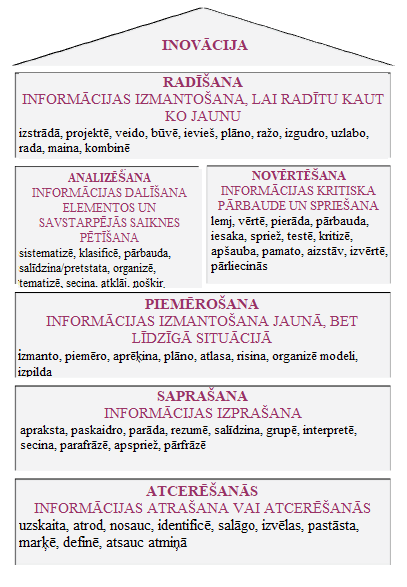 INOVĀCIJA
RADĪŠANA
INFORMĀCIJAS IZMANTOŠANA, LAI RADĪTU KAUT
KO JAUNU
izstrādā, projektē, veido, būvē, ievieš, plāno, ražo, izgudro, uzlabo,
rada, maina, kombinē
ANALIZĒŠANA
INFORMĀCIJAS DALĪŠANA
ELEMENTOS UN
SAVSTARPĒJĀS SAIKNES
PĒTĪŠANA
sistematizē, klasificē, pārbauda,
salīdzina/pretstata, organizē,
tematizē, secina, atklāj, nošķir,
NOVĒRTĒŠANA
INFORMĀCIJAS KRITISKA
PĀRBAUDE UN SPRIEŠANA
lemj, vērtē, pierāda, pārbauda,
iesaka, spriež, testē, kritizē,
apšauba, pamato, aizstāv, izvērtē,
pārliecinās
PIEMĒROŠANA
INFORMĀCIJAS IZMANTOŠANA JAUNĀ, BET
LĪDZĪGĀ SITUĀCIJĀ
izmanto, piemēro, aprēķina, plāno, atlasa, risina, organizē modeli,
izpilda
SAPRAŠANA
INFORMĀCIJAS IZPRAŠANA
apraksta, paskaidro, parāda, rezumē, salīdzina, grupē, interpretē,
secina, parafrāzē, apspriež, pārfrāzē
ATCERĒŠANĀS
INFORMĀCIJAS ATRAŠANA VAI ATCERĒŠANĀS
uzskaita, atrod, nosauc, identificē, salāgo, izvēlas, pastāsta,
marķē, definē, atsauc atmiņā